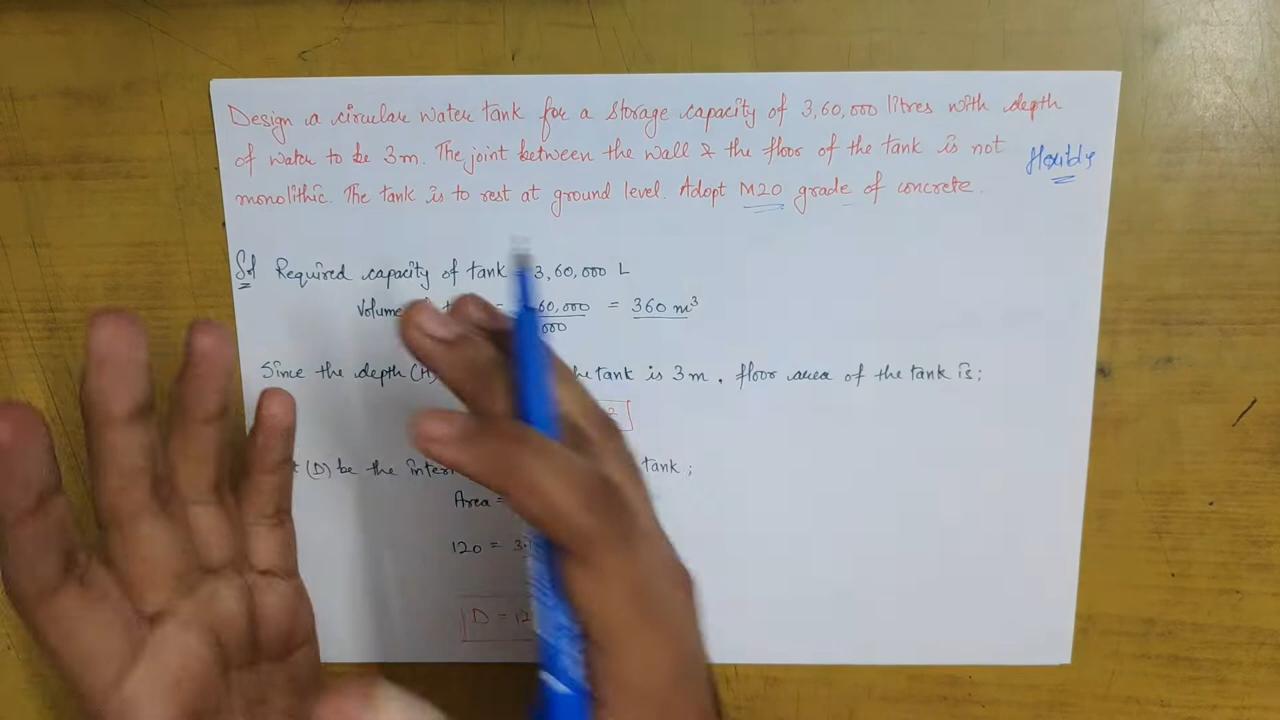 Design a circular water tank for a storage capacity of 3,60,000 litres with depth
of water to be 3m. The joint between the wall & the floor of the tank is not flexible
monolithic. The tank is to rest at ground level. Adopt M20 grade of concrete.
Sol Required capacity of tank 3,60,000 L
Volume = 60,000 / 000 = 360 m³
Since the depth (H) the tank is 3m, floor area of the tank is;
2
(D) be the inter tank;
Area =
120 = 3.
D = 12